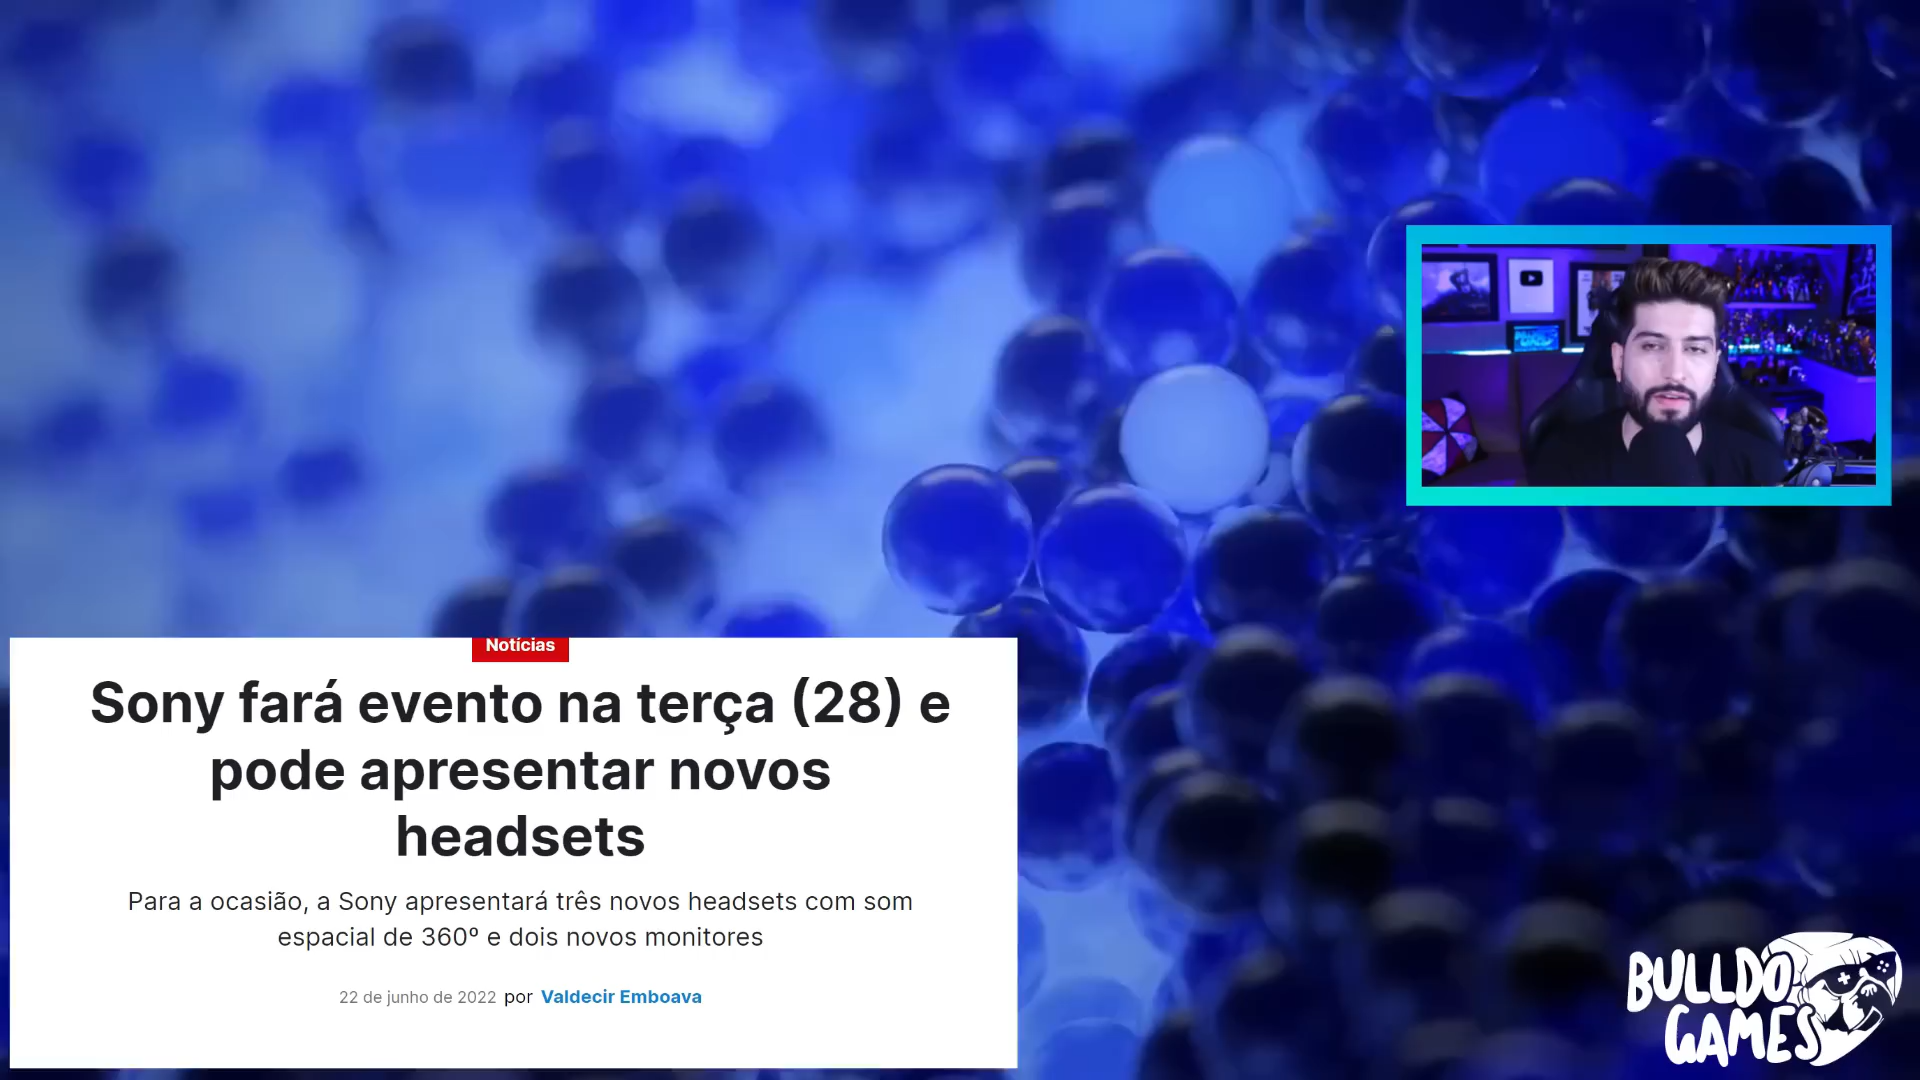 Notícias
Sony fará evento na terça (28) e
pode apresentar novos
headsets
Para a ocasião, a Sony apresentará três novos headsets com som
espacial de 360º e dois novos monitores
22 de junho de 2022 por Valdecir Emboava
BULLDOG
GAMES